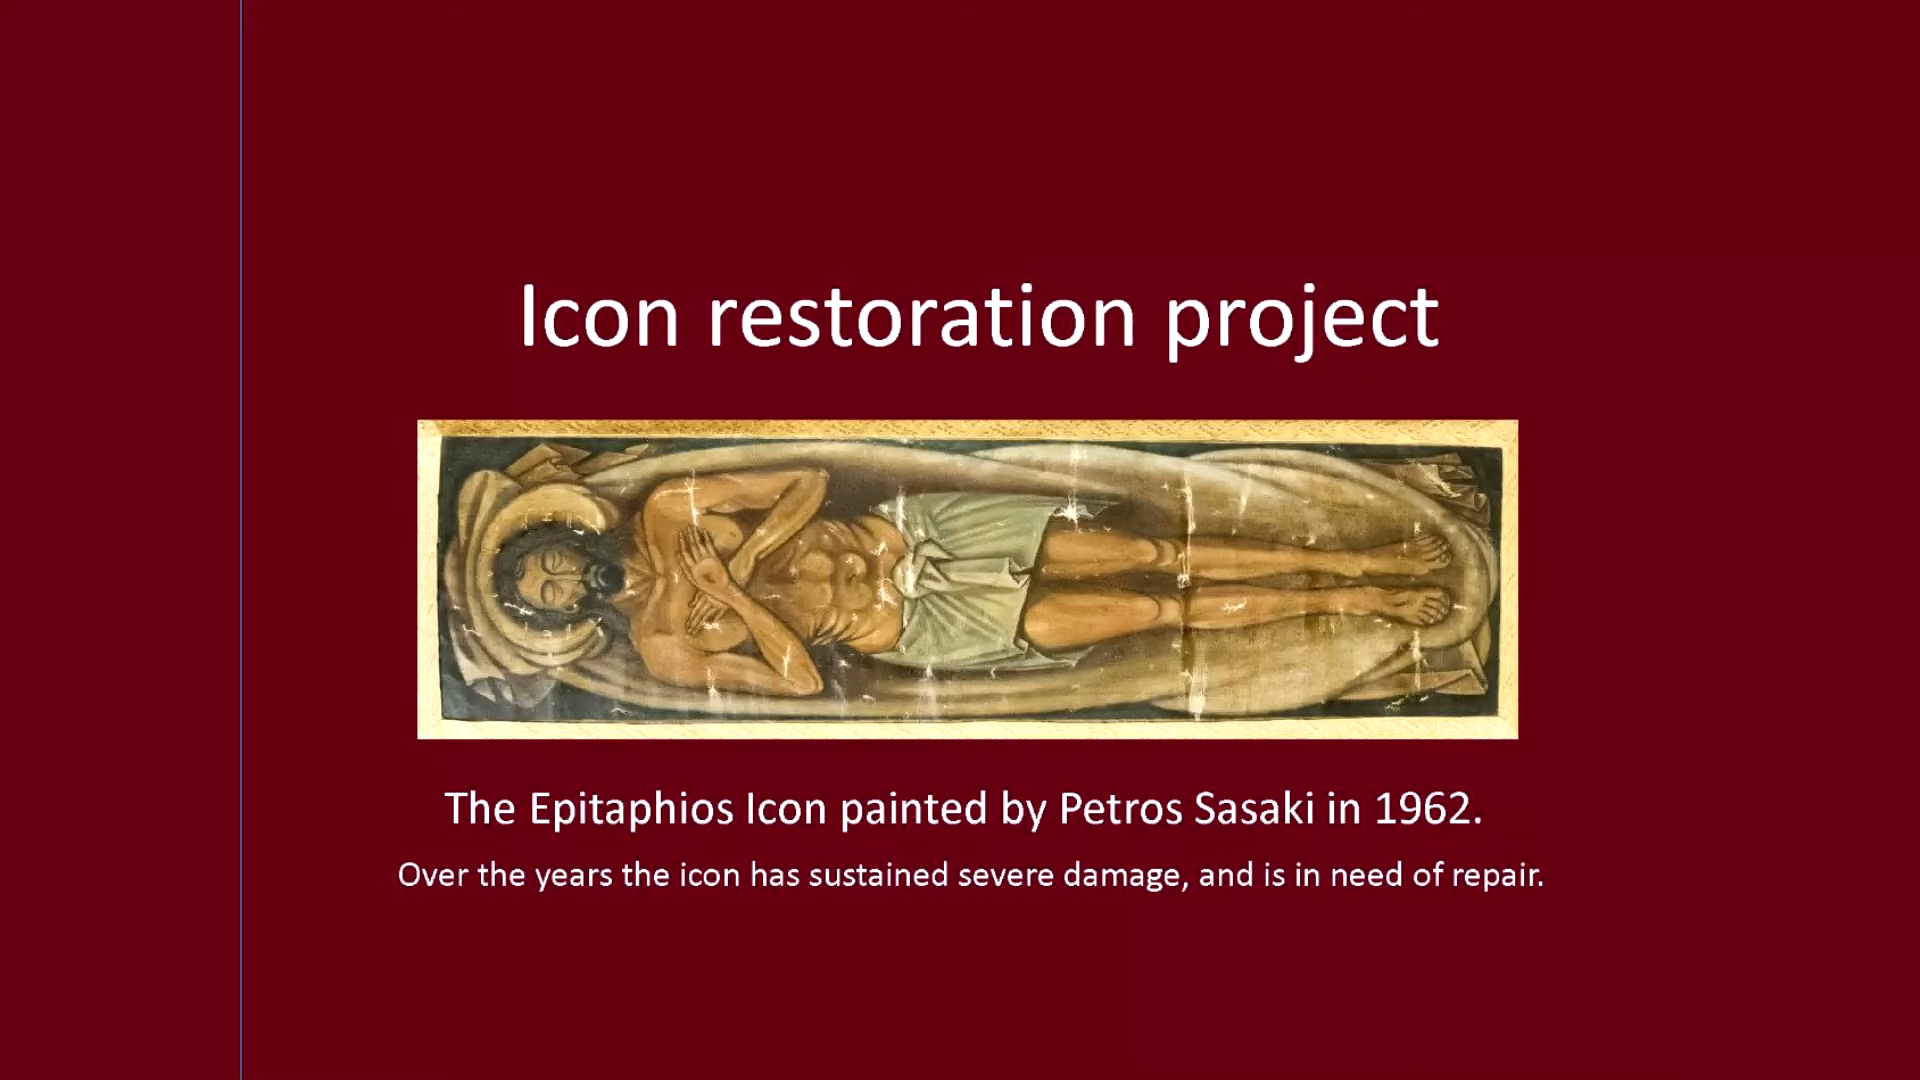 Icon restoration project
The Epitaphios Icon painted by Petros Sasaki in 1962.
Over the years the icon has sustained severe damage, and is in need of repair.